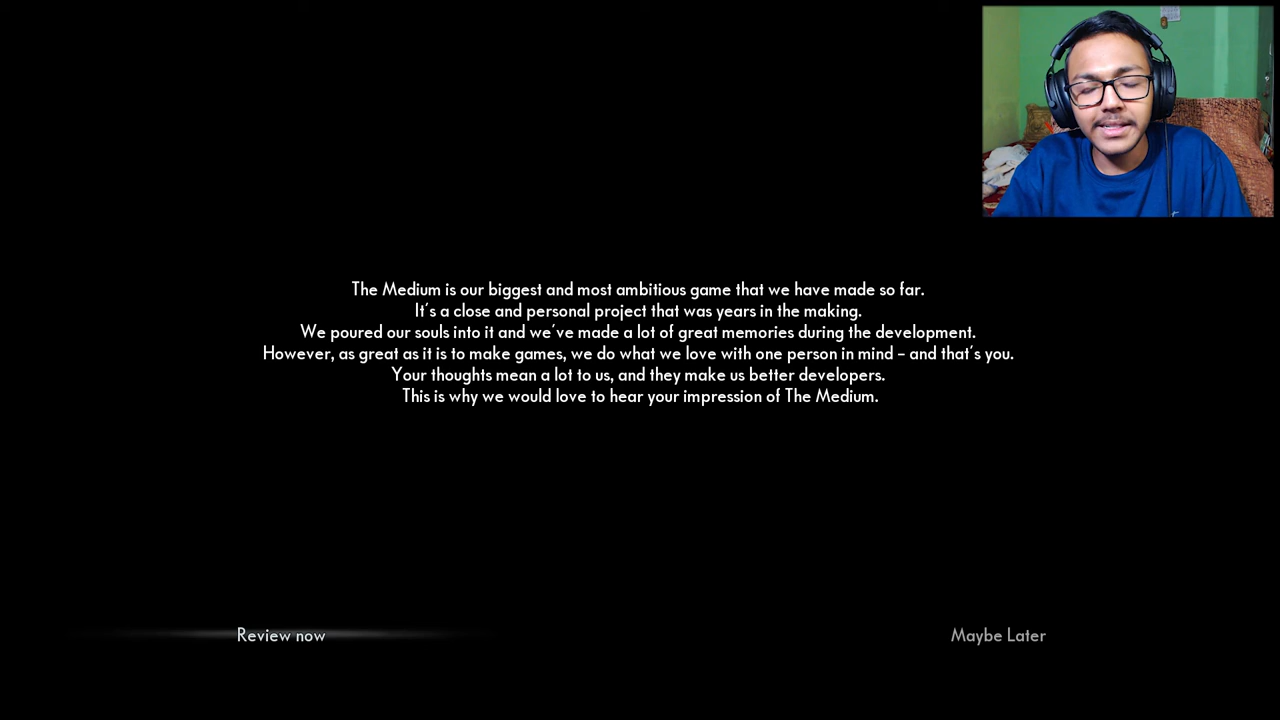 The Medium is our biggest and most ambitious game that we have made so far.
It´s a close and personal project that was years in the making.
We poured our souls into it and we´ve made a lot of great memories during the development.
However, as great as it is to make games, we do what we love with one person in mind – and that´s you.
Your thoughts mean a lot to us, and they make us better developers.
This is why we would love to hear your impression of The Medium.
Review now
Maybe Later